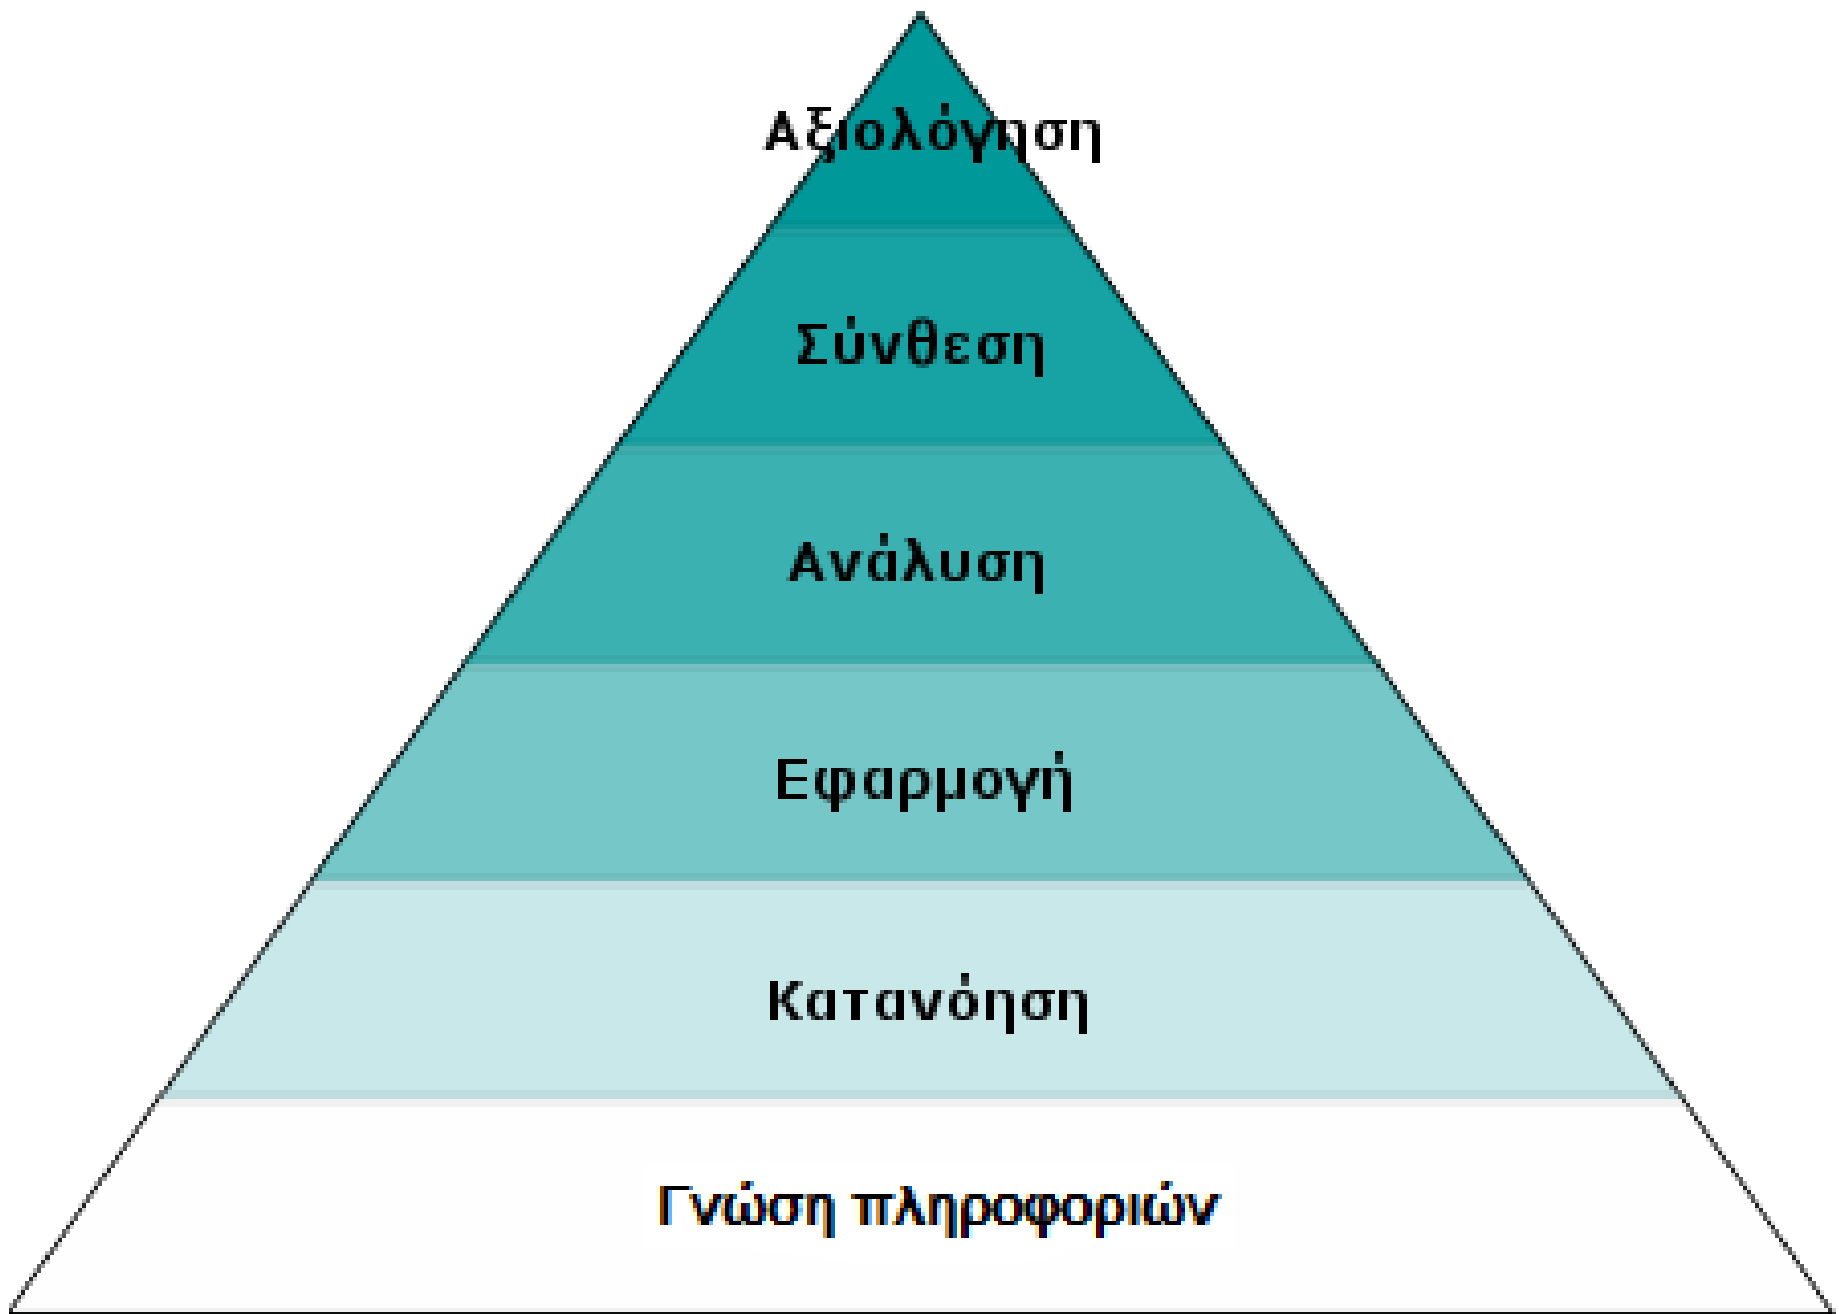 Αξιολόγηση
Σύνθεση
Ανάλυση
Εφαρμογή
Κατανόηση
Γνώση πληροφοριών